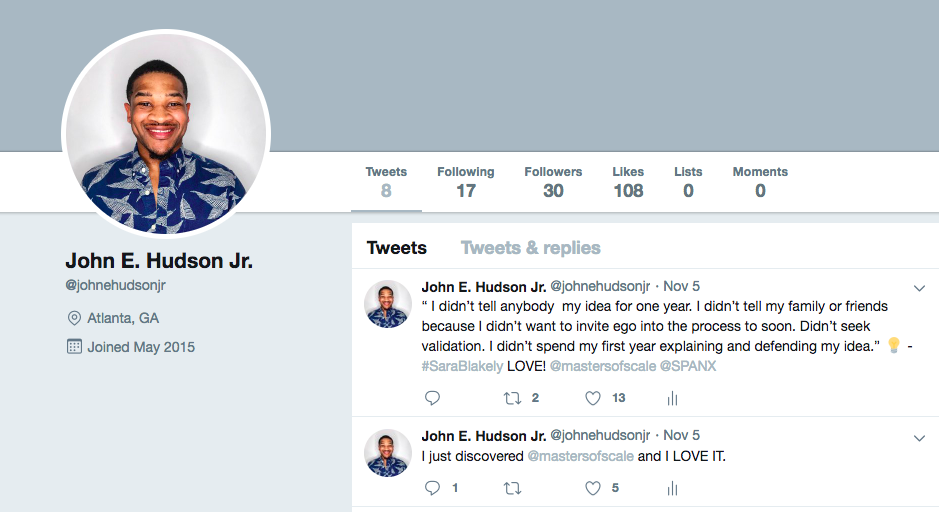 Tweets Following Followers Likes Lists Moments
8 17 30 108 0 0
John E. Hudson Jr.
@johnehudsonjr
Atlanta, GA
Joined May 2015
Tweets Tweets & replies
John E. Hudson Jr. @johnehudsonjr · Nov 5
“ I didn’t tell anybody  my idea for one year. I didn’t tell my family or friends
because I didn’t want to invite ego into the process to soon. Didn’t seek
validation. I didn’t spend my first year explaining and defending my idea.” 💡 -
#SaraBlakely LOVE! @mastersofscale @SPANX
2 13
John E. Hudson Jr. @johnehudsonjr · Nov 5
I just discovered @mastersofscale and I LOVE IT.
1 5